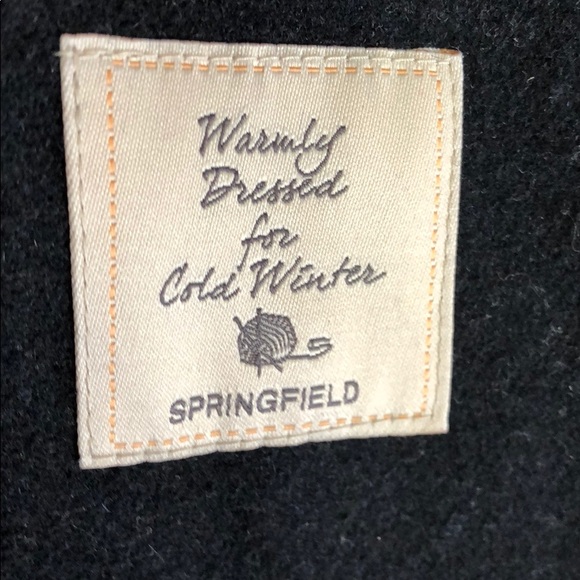 Warmly
Dressed
for
Cold Winter
S
SPRINGFIELD